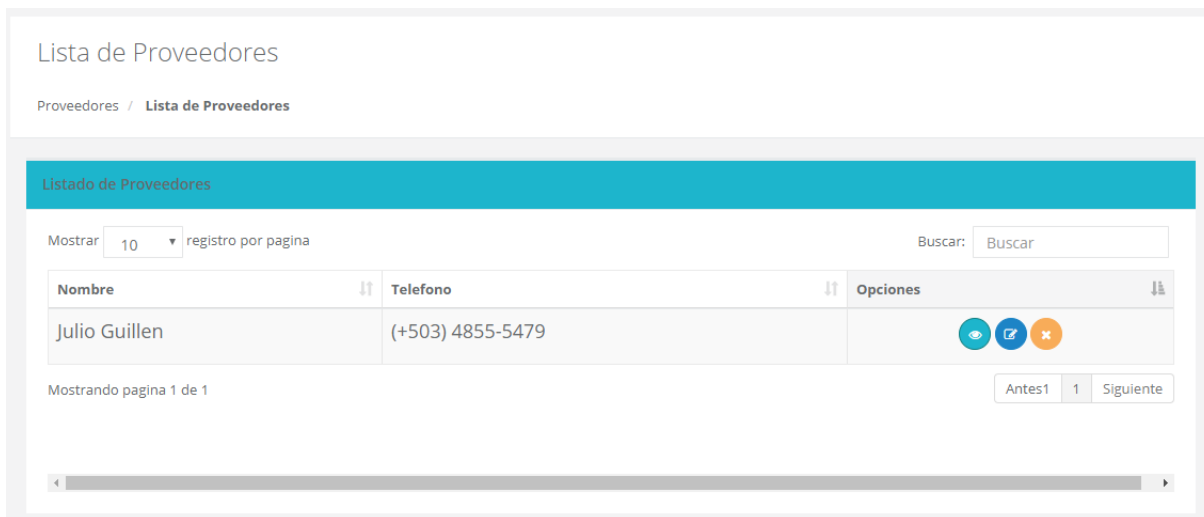 Lista de Proveedores
Proveedores / Lista de Proveedores
Listado de Proveedores
Mostrar 10 registro por pagina Buscar: Buscar
Nombre Telefono Opciones
Julio Guillen (+503) 4855-5479
Mostrando pagina 1 de 1 Antes1 1 Siguiente